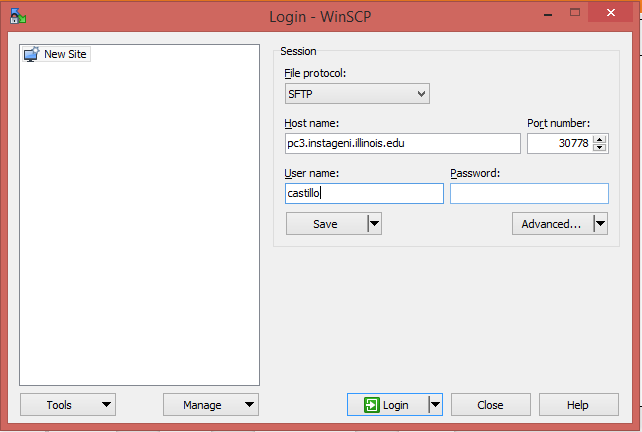 Login - WinSCP
New Site
Session
File protocol:
SFTP
Host name:
Port number:
pc3.instageni.illinois.edu
30778
User name:
Password:
castillo
Save
Advanced...
Tools
Manage
Login
Close
Help